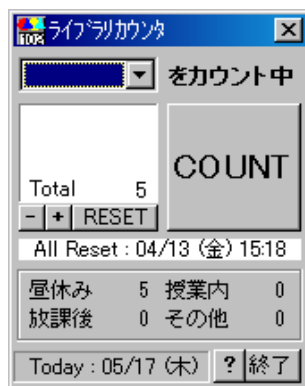 100% ライブラリカウンタ
をカウント中
Total 5
COUNT
- + RESET
All Reset : 04/13 (金) 15:18
昼休み 5 授業内 0
放課後 0 その他 0
Today : 05/17 (木) ? 終了